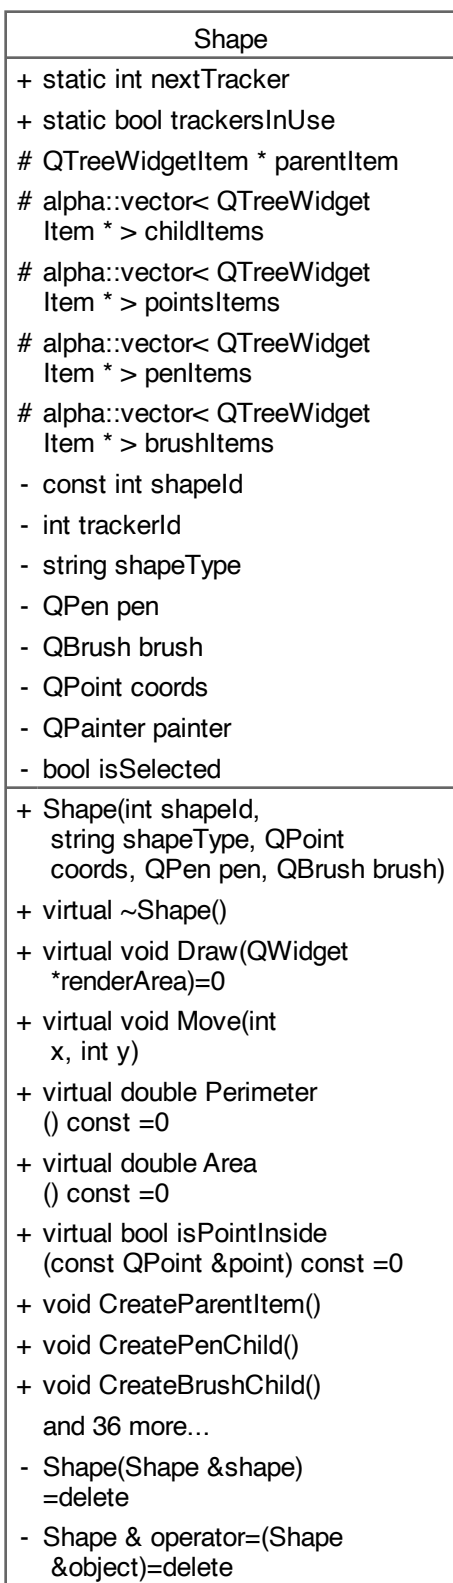 Shape
+ static int nextTracker
+ static bool trackersInUse
# QTreeWidgetItem * parentItem
# alpha::vector< QTreeWidget
Item * > childItems
# alpha::vector< QTreeWidget
Item * > pointsItems
# alpha::vector< QTreeWidget
Item * > penItems
# alpha::vector< QTreeWidget
Item * > brushItems
- const int shapeId
- int trackerId
- string shapeType
- QPen pen
- QBrush brush
- QPoint coords
- QPainter painter
- bool isSelected
+ Shape(int shapeId,
string shapeType, QPoint
coords, QPen pen, QBrush brush)
+ virtual ~Shape()
+ virtual void Draw(QWidget
*renderArea)=0
+ virtual void Move(int
x, int y)
+ virtual double Perimeter
() const =0
+ virtual double Area
() const =0
+ virtual bool isPointInside
(const QPoint &point) const =0
+ void CreateParentItem()
+ void CreatePenChild()
+ void CreateBrushChild()
and 36 more...
- Shape(Shape &shape)
=delete
- Shape & operator=(Shape
&object)=delete